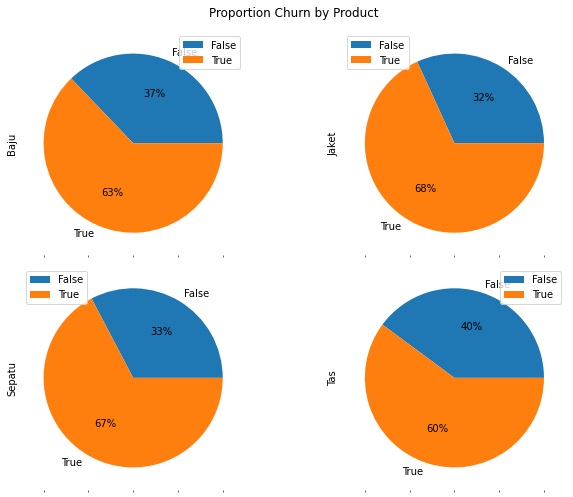 Proportion Churn by Product
Baju
False
True
False
37%
63%
True
Jaket
False
True
False
32%
68%
True
Sepatu
False
True
False
33%
67%
True
Tas
False
True
False
40%
60%
True